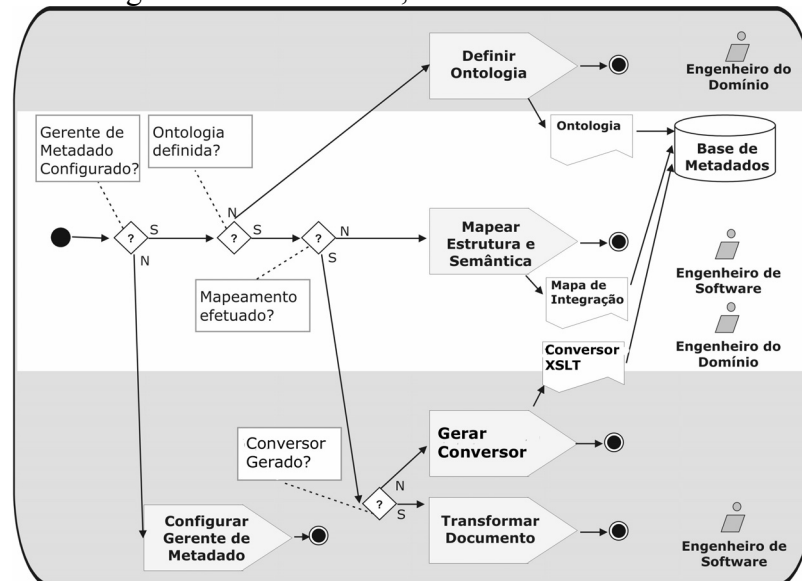 Definir
Ontologia
Engenheiro do
Domínio
Gerente de
Metadado
Configurado?
Ontologia
definida?
Ontologia
Base de
Metadados
N
?
S
?
S
?
N
N
S
Mapear
Estrutura e
Semântica
Mapa de
Integração
Engenheiro de
Software
Mapeamento
efetuado?
Engenheiro do
Domínio
Conversor
XSLT
Conversor
Gerado?
Gerar
Conversor
N
?
S
Configurar
Gerente de
Metadado
Transformar
Documento
Engenheiro de
Software